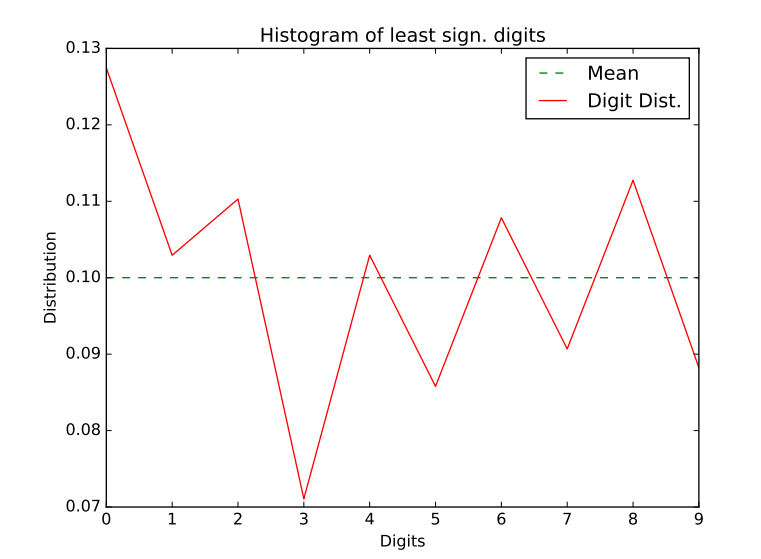 Histogram of least sign. digits
Mean
Digit Dist.
0.13
0.12
0.11
0.10
0.09
0.08
0.07
Distribution
0 1 2 3 4 5 6 7 8 9
Digits